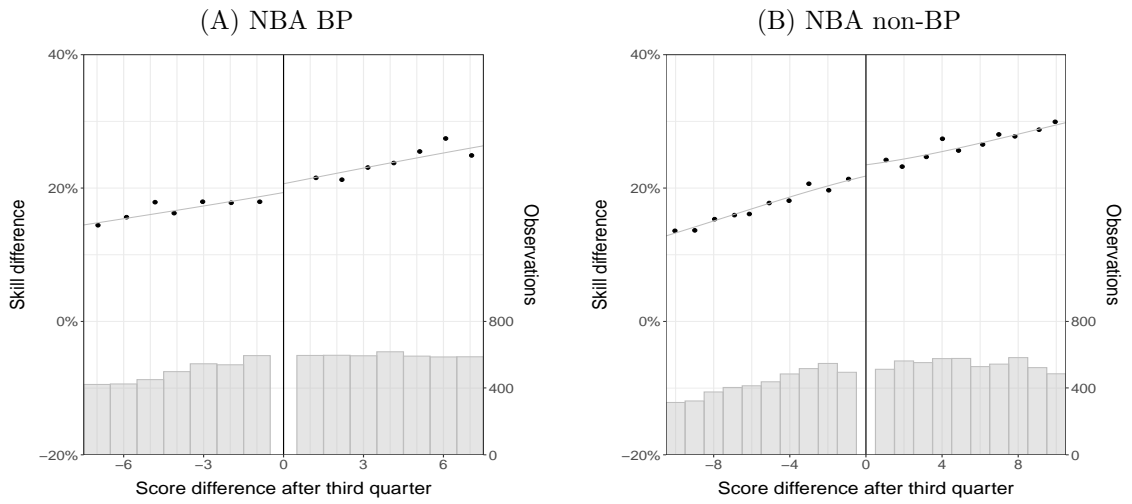 (A) NBA BP
40%
20%
0%
−20%
Skill difference
800
400
0
Observations
−6 −3 0 3 6
Score difference after third quarter
(B) NBA non-BP
40%
20%
0%
−20%
Skill difference
800
400
0
Observations
−8 −4 0 4 8
Score difference after third quarter